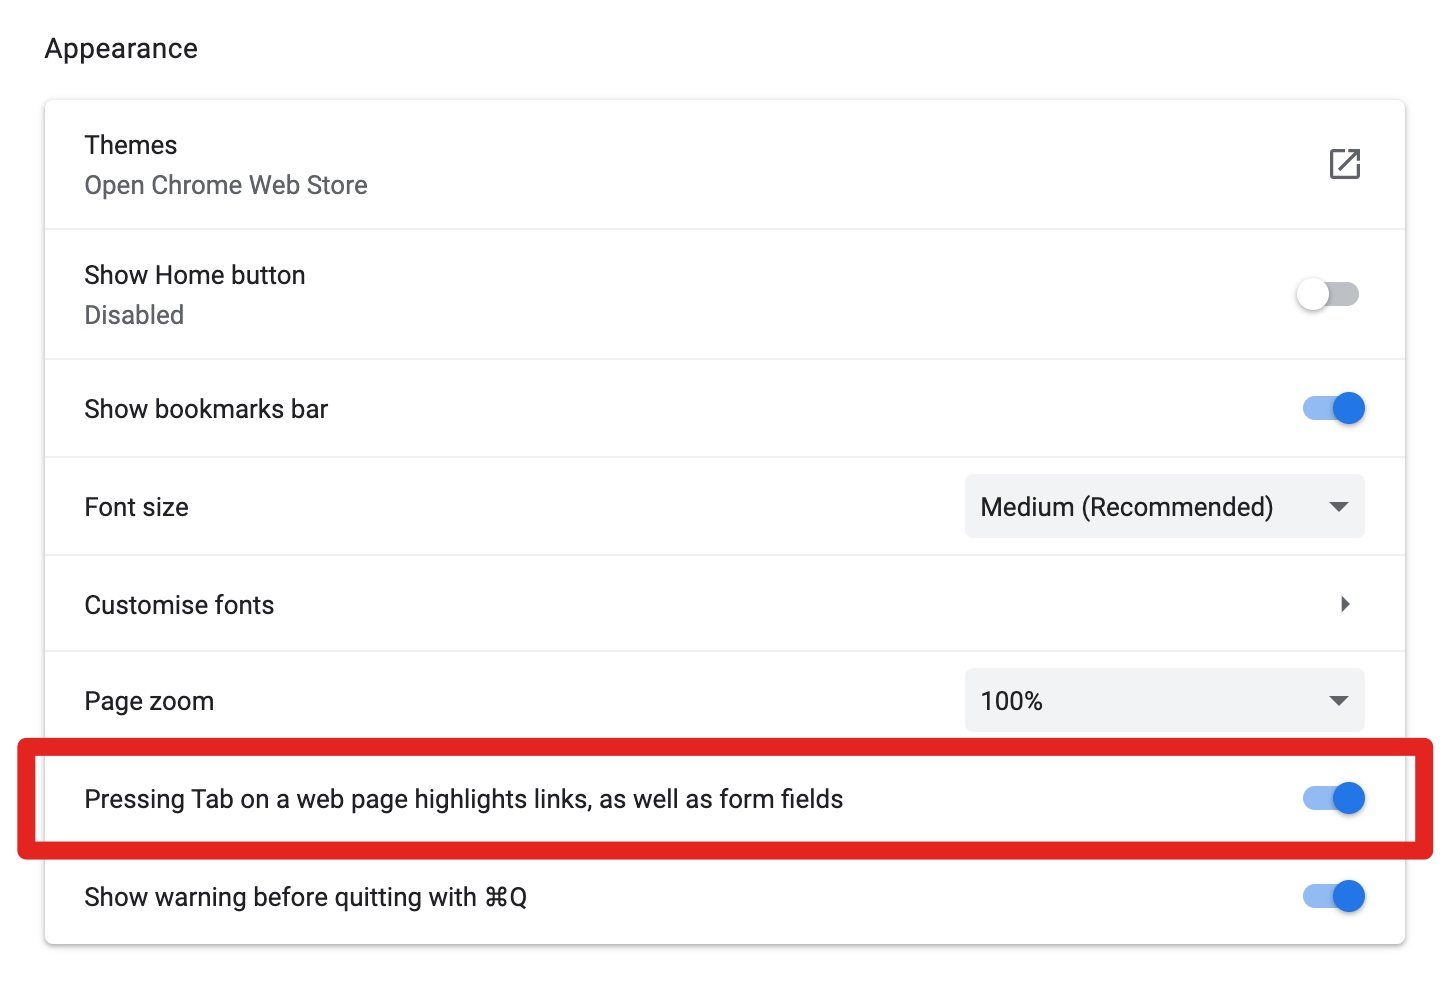 Appearance
Themes
Open Chrome Web Store
Show Home button
Disabled
Show bookmarks bar
Font size
Medium (Recommended)
Customise fonts
Page zoom
100%
Pressing Tab on a web page highlights links, as well as form fields
Show warning before quitting with ⌘Q